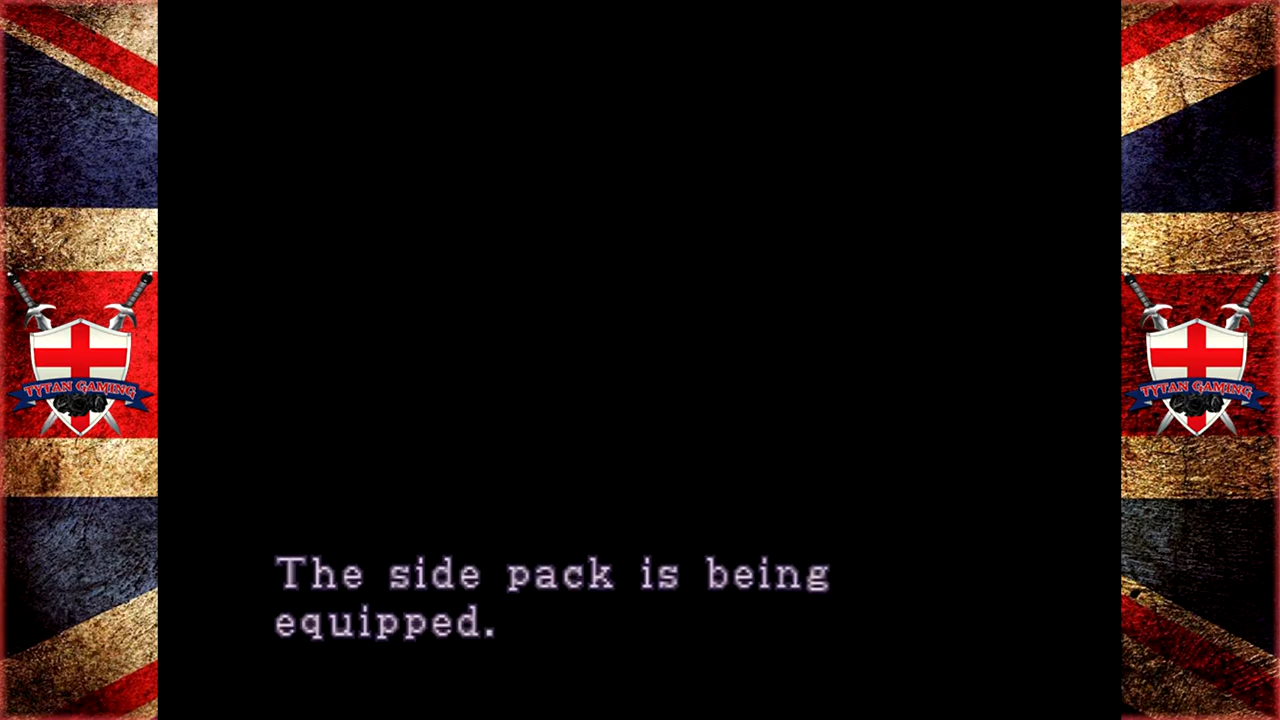 TYTAN GAMING
TYTAN GAMING
The side pack is being
equipped.